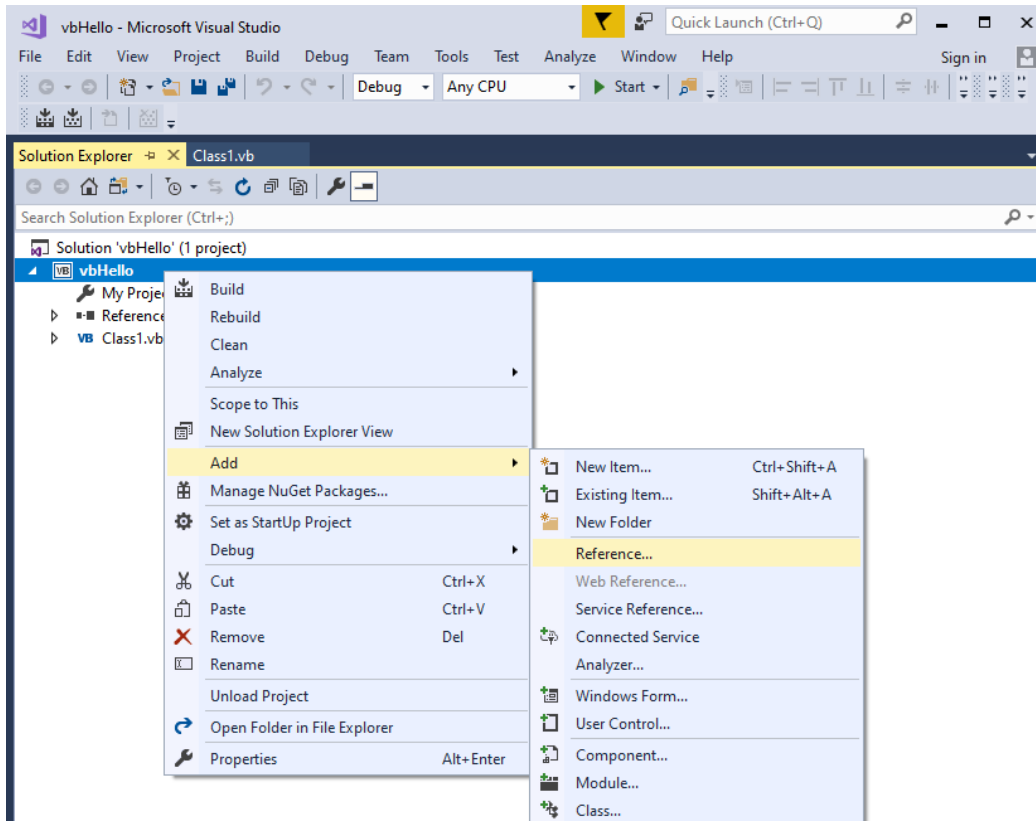 vbHello - Microsoft Visual Studio
Quick Launch (Ctrl+Q)
File Edit View Project Build Debug Team Tools Test Analyze Window Help Sign in
Debug Any CPU Start
Solution Explorer Class1.vb
Search Solution Explorer (Ctrl+;)
Solution 'vbHello' (1 project)
VB vbHello
My Proje
Reference
VB Class1.vb
Build
Rebuild
Clean
Analyze
Scope to This
New Solution Explorer View
Add
Manage NuGet Packages...
Set as StartUp Project
Debug
Cut Ctrl+X
Paste Ctrl+V
Remove Del
Rename
Unload Project
Open Folder in File Explorer
Properties Alt+Enter
New Item... Ctrl+Shift+A
Existing Item... Shift+Alt+A
New Folder
Reference...
Web Reference...
Service Reference...
Connected Service
Analyzer...
Windows Form...
User Control...
Component...
Module...
Class...